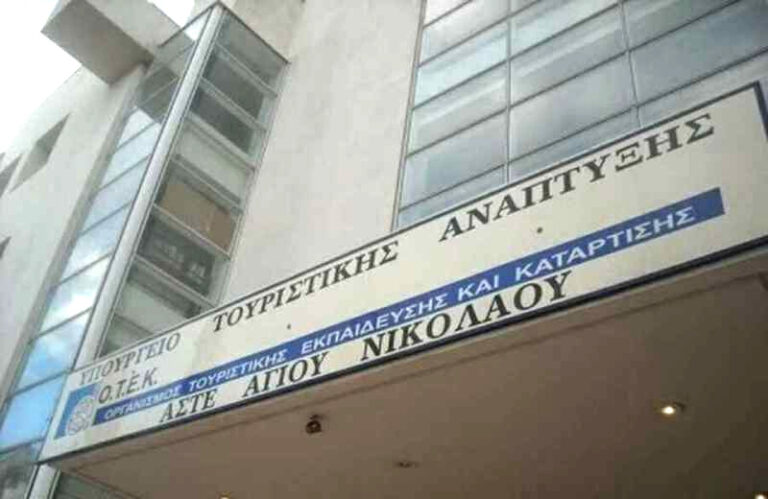 ΥΠΟΥΡΓΕΙΟ ΤΟΥΡΙΣΤΙΚΗΣ ΑΝΑΠΤΥΞΗΣ
Ο.Τ.Ε.Κ.
ΟΡΓΑΝΙΣΜΟΣ ΤΟΥΡΙΣΤΙΚΗΣ ΕΚΠΑΙΔΕΥΣΗΣ ΚΑΙ ΚΑΤΑΡΤΙΣΗΣ
ΑΣΤΕ ΑΓΙΟΥ ΝΙΚΟΛΑΟΥ